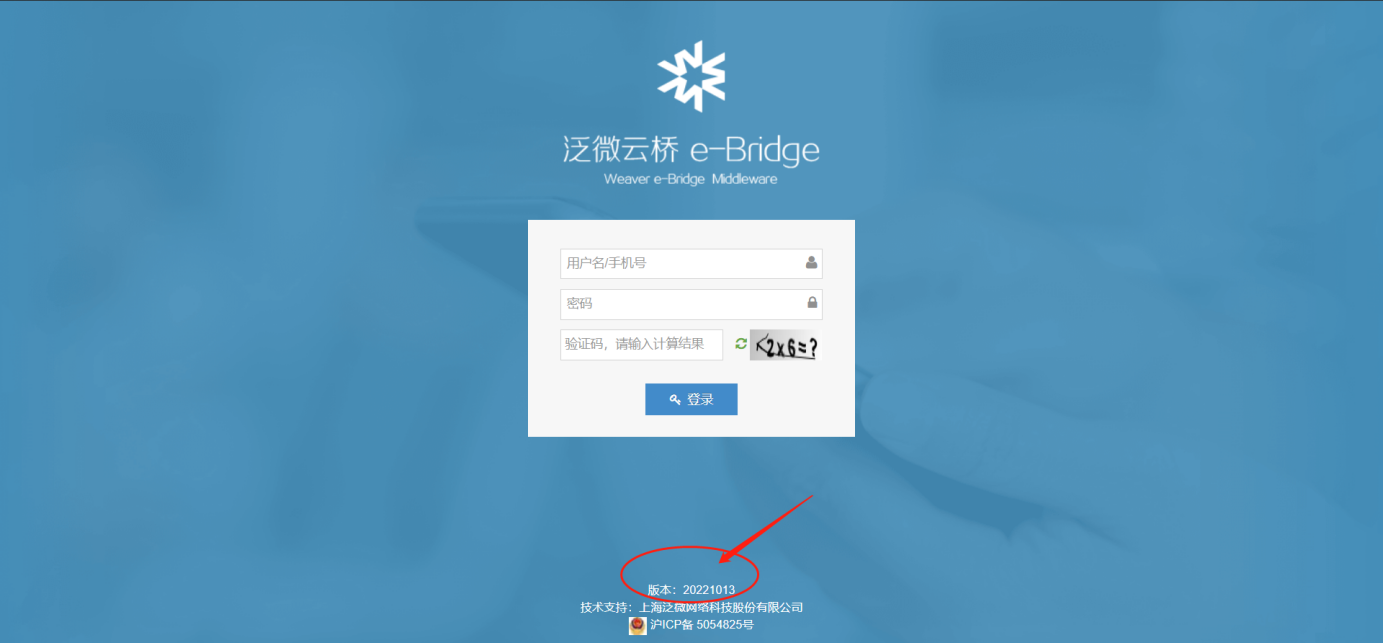 泛微云桥 e-Bridge
Weaver e-Bridge Middleware
用户名/手机号
密码
验证码，请输入计算结果
2x6=?
登录
版本：20221013
技术支持：上海泛微网络科技股份有限公司
沪ICP备 5054825号